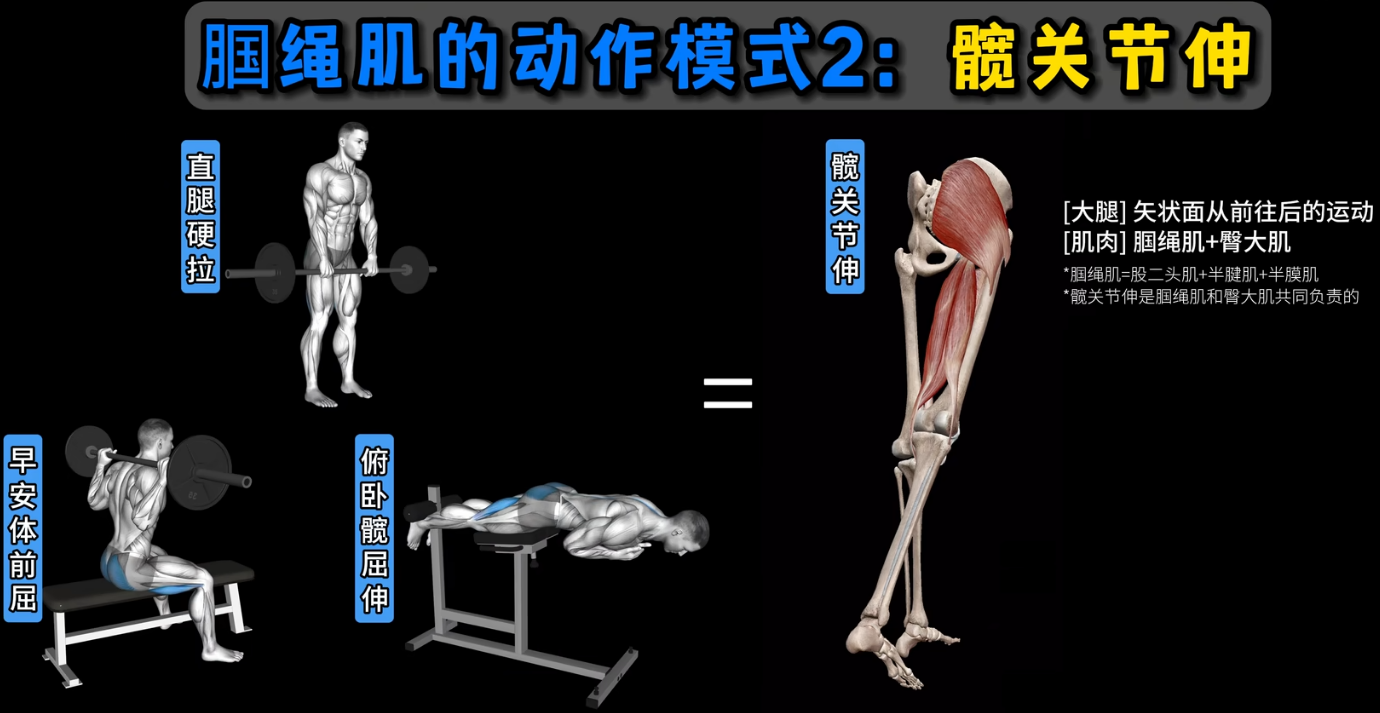 腘绳肌的动作模式2：髋关节伸
直腿硬拉
髋关节伸
[大腿] 矢状面从前往后的运动
[肌肉] 腘绳肌+臀大肌
*腘绳肌=股二头肌+半腱肌+半膜肌
*髋关节伸是腘绳肌和臀大肌共同负责的
=
早安体前屈
俯卧髋屈伸